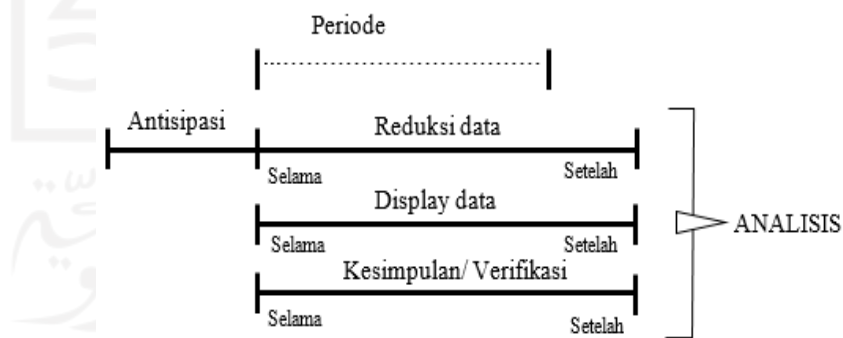 Periode
Antisipasi Reduksi data
Selama Setelah
Display data
Selama Setelah
ANALISIS
Kesimpulan/ Verifikasi
Selama Setelah